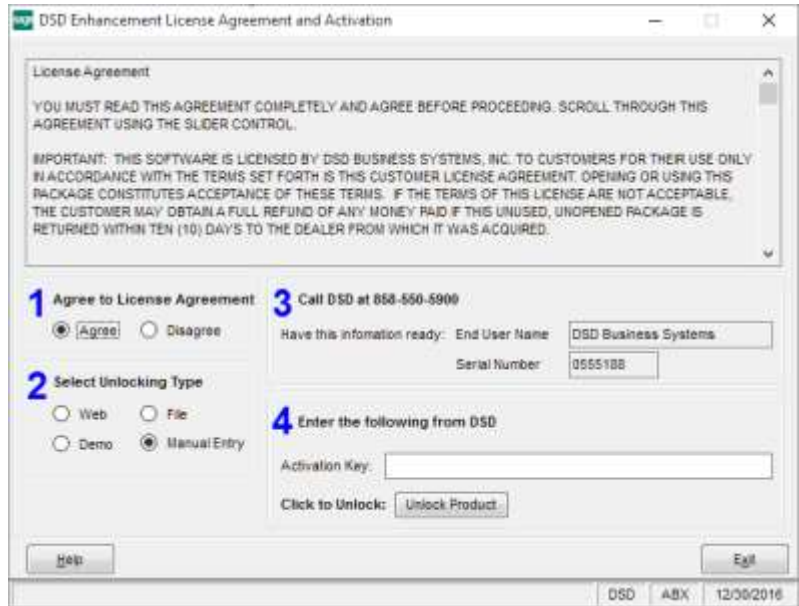 sage DSD Enhancement License Agreement and Activation
License Agreement
YOU MUST READ THIS AGREEMENT COMPLETELY AND AGREE BEFORE PROCEEDING. SCROLL THROUGH THIS
AGREEMENT USING THE SLIDER CONTROL.
IMPORTANT: THIS SOFTWARE IS LICENSED BY DSD BUSINESS SYSTEMS, INC. TO CUSTOMERS FOR THEIR USE ONLY
IN ACCORDANCE WITH THE TERMS SET FORTH IS THIS CUSTOMER LICENSE AGREEMENT. OPENING OR USING THIS
PACKAGE CONSTITUTES ACCEPTANCE OF THESE TERMS. IF THE TERMS OF THIS LICENSE ARE NOT ACCEPTABLE,
THE CUSTOMER MAY OBTAIN A FULL REFUND OF ANY MONEY PAID IF THIS UNUSED, UNOPENED PACKAGE IS
RETURNED WITHIN TEN (10) DAYS TO THE DEALER FROM WHICH IT WAS ACQUIRED.
1 Agree to License Agreement
Agree Disagree
2 Select Unlocking Type
Web File
Demo Manual Entry
3 Call DSD at 858-550-5900
Have this infomation ready: End User Name DSD Business Systems
Serial Number 0555188
4 Enter the following from DSD
Activation Key:
Click to Unlock: Unlock Product
Help Exit
DSD ABX 12/30/2016